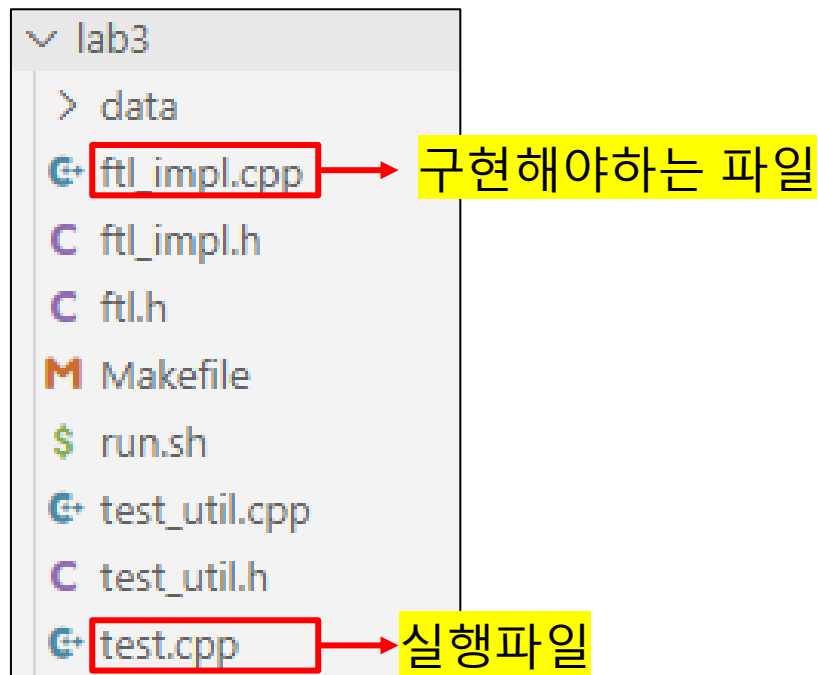 lab3
data
ftl_impl.cpp
구현해야하는 파일
ftl_impl.h
ftl.h
Makefile
run.sh
test_util.cpp
test_util.h
test.cpp
실행파일